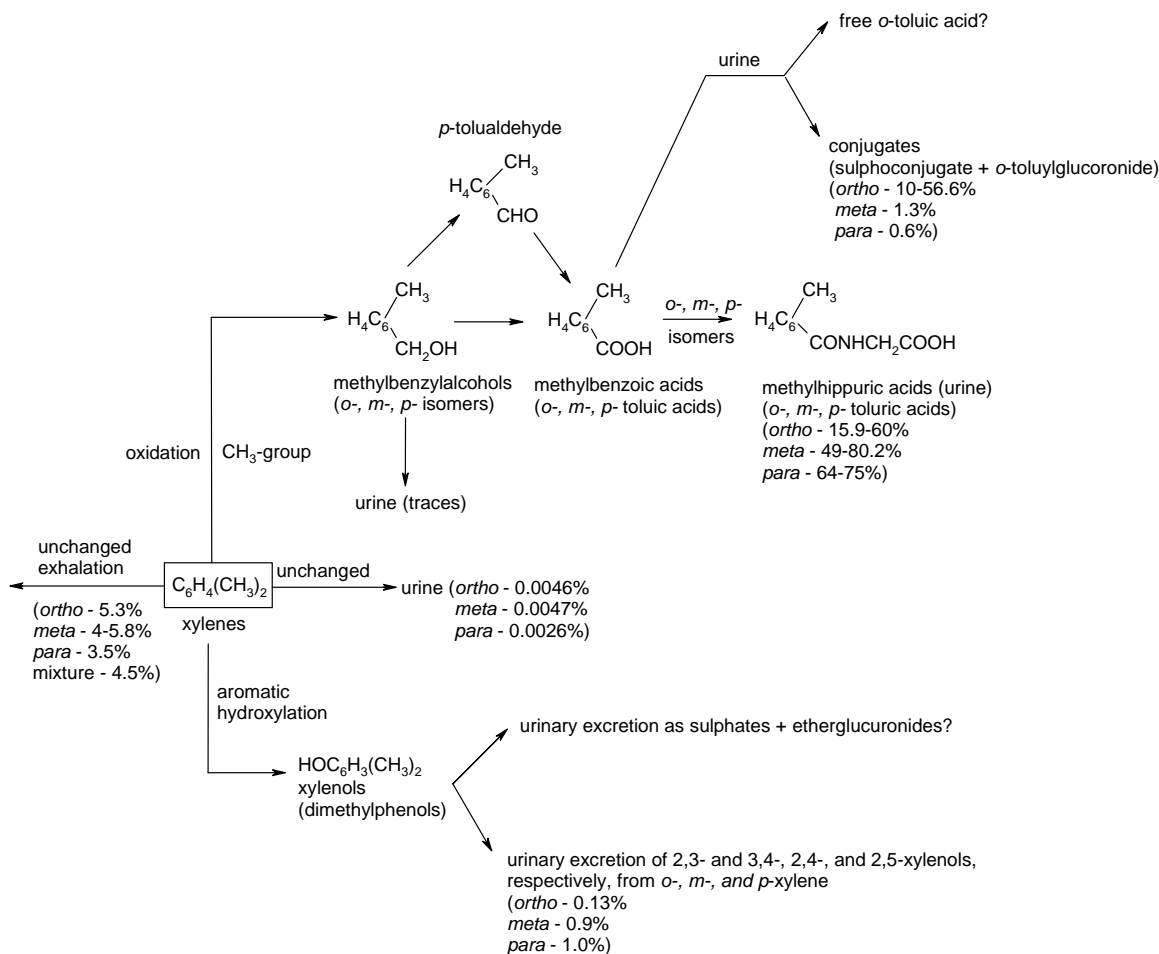 free o-toluic acid?
urine
p-tolualdehyde
CH₃
H₄C₆
CHO
conjugates
(sulphoconjugate + o-toluylglucoronide)
(ortho - 10-56.6%
meta - 1.3%
para - 0.6%)
CH₃
H₄C₆
CH₂OH
methylbenzylalcohols
(o-, m-, p- isomers)
CH₃
H₄C₆
COOH
methylbenzoic acids
(o-, m-, p- toluic acids)
o-, m-, p-
isomers
CH₃
H₄C₆
CONHCH₂COOH
methylhippuric acids (urine)
(o-, m-, p- toluric acids)
(ortho - 15.9-60%
meta - 49-80.2%
para - 64-75%)
oxidation
CH₃-group
urine (traces)
unchanged
exhalation
(ortho - 5.3%
meta - 4-5.8%
para - 3.5%
mixture - 4.5%)
C₆H₄(CH₃)₂
xylenes
unchanged
urine (ortho - 0.0046%
meta - 0.0047%
para - 0.0026%)
aromatic
hydroxylation
HOC₆H₃(CH₃)₂
xylenols
(dimethylphenols)
urinary excretion as sulphates + etherglucuronides?
urinary excretion of 2,3- and 3,4-, 2,4-, and 2,5-xylenols,
respectively, from o-, m-, and p-xylene
(ortho - 0.13%
meta - 0.9%
para - 1.0%)